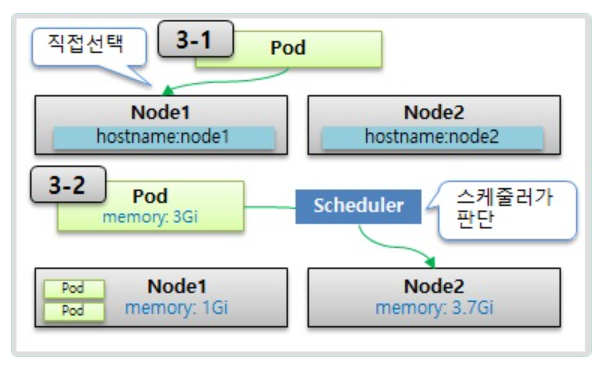 직접선택
3-1
Pod
Node1
hostname:node1
Node2
hostname:node2
3-2
Pod
memory: 3Gi
Scheduler
스케줄러가
판단
Pod
Pod
Node1
memory: 1Gi
Node2
memory: 3.7Gi